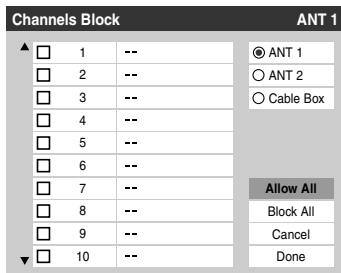 Channels Block ANT 1
1 -- ANT 1
2 -- ANT 2
3 -- Cable Box
4 --
5 --
6 --
7 -- Allow All
8 -- Block All
9 -- Cancel
10 -- Done